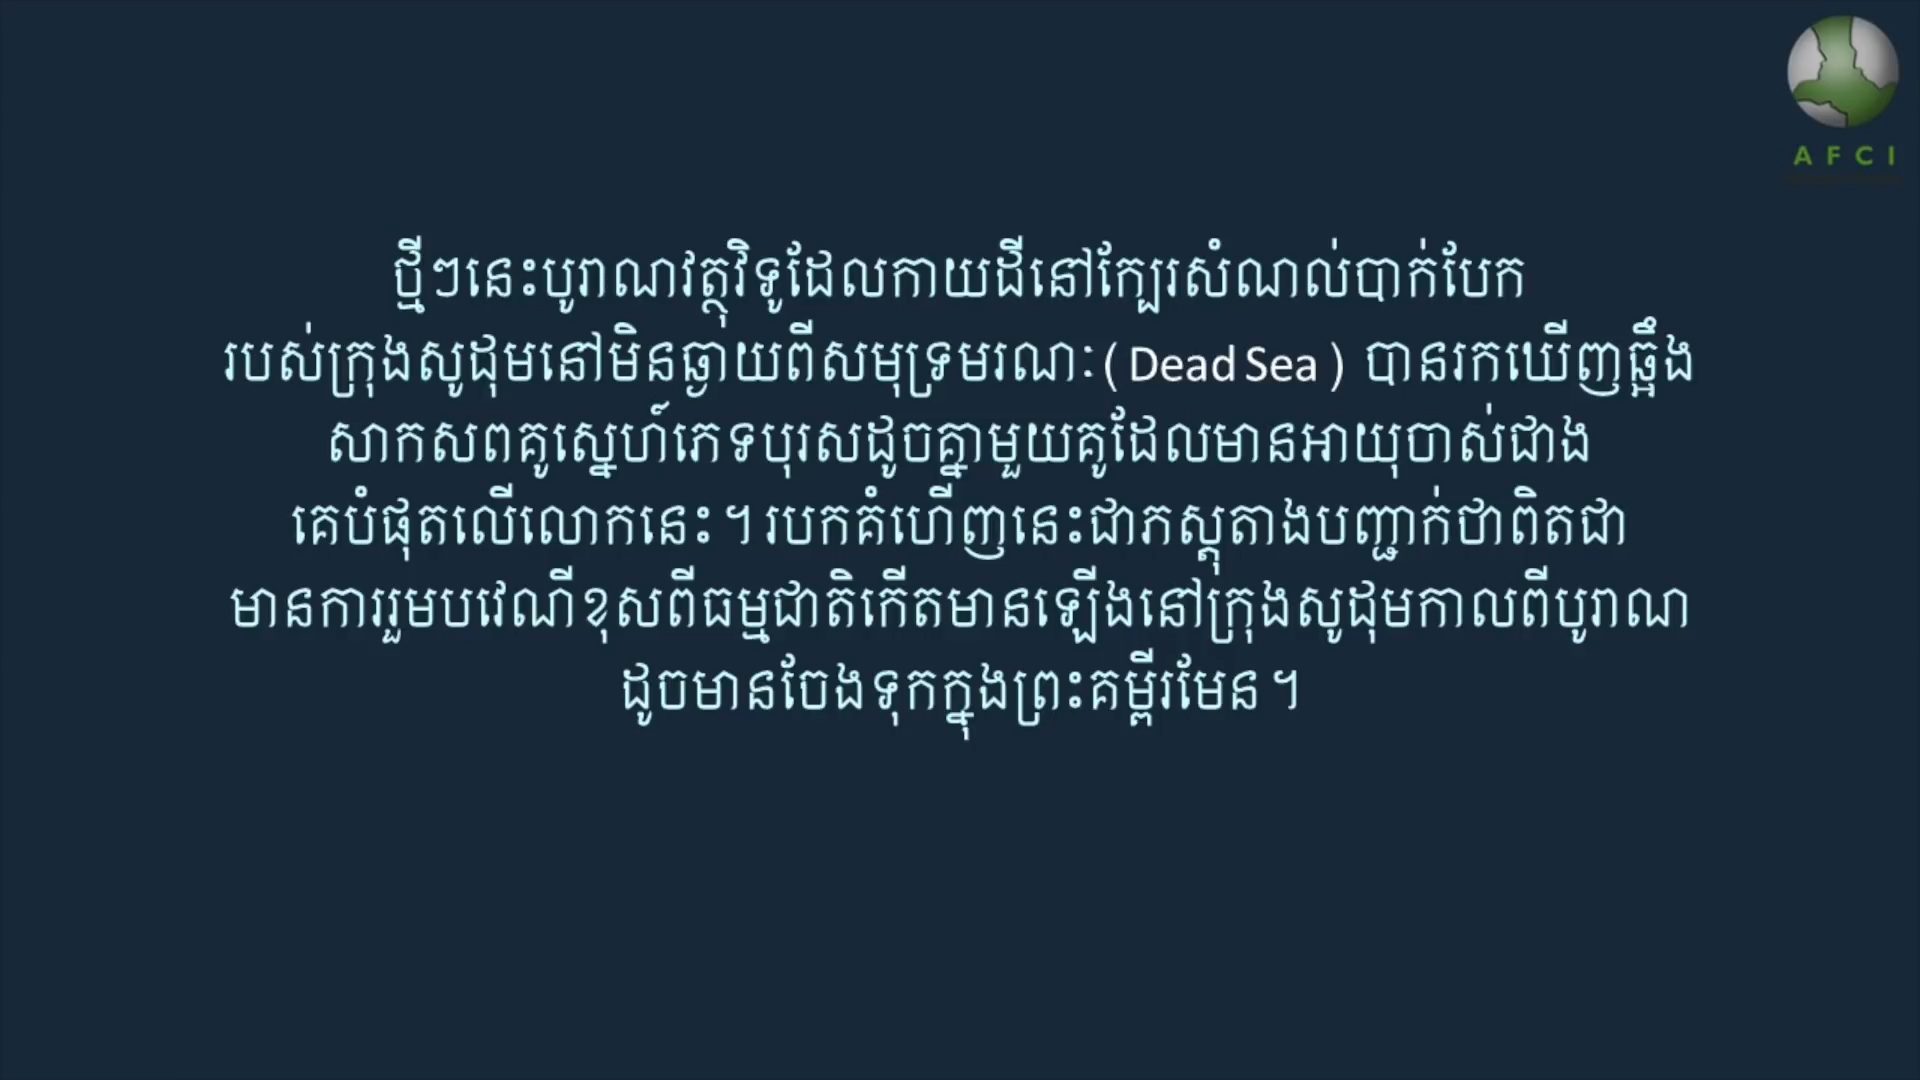 AFCI
ថ្មីៗនេះបូរាណវត្ថុវិទូដែលកាយដីនៅក្បែរសំណល់បាក់បែក
របស់ក្រុងសូដុមនៅមិនឆ្ងាយពីសមុទ្រមរណៈ( Dead Sea ) បានរកឃើញឆ្អឹង
សាកសពគូស្នេហ៍ភេទបុរសដូចគ្នាមួយគូដែលមានអាយុចាស់ជាង
គេបំផុតលើលោកនេះ។ របកគំហើញនេះជាភស្តុតាងបញ្ជាក់ថាពិតជា
មានការរួមបវេណីខុសពីធម្មជាតិកើតមានឡើងនៅក្រុងសូដុមកាលពីបូរាណ
ដូចមានចែងទុកក្នុងព្រះគម្ពីរមែន។